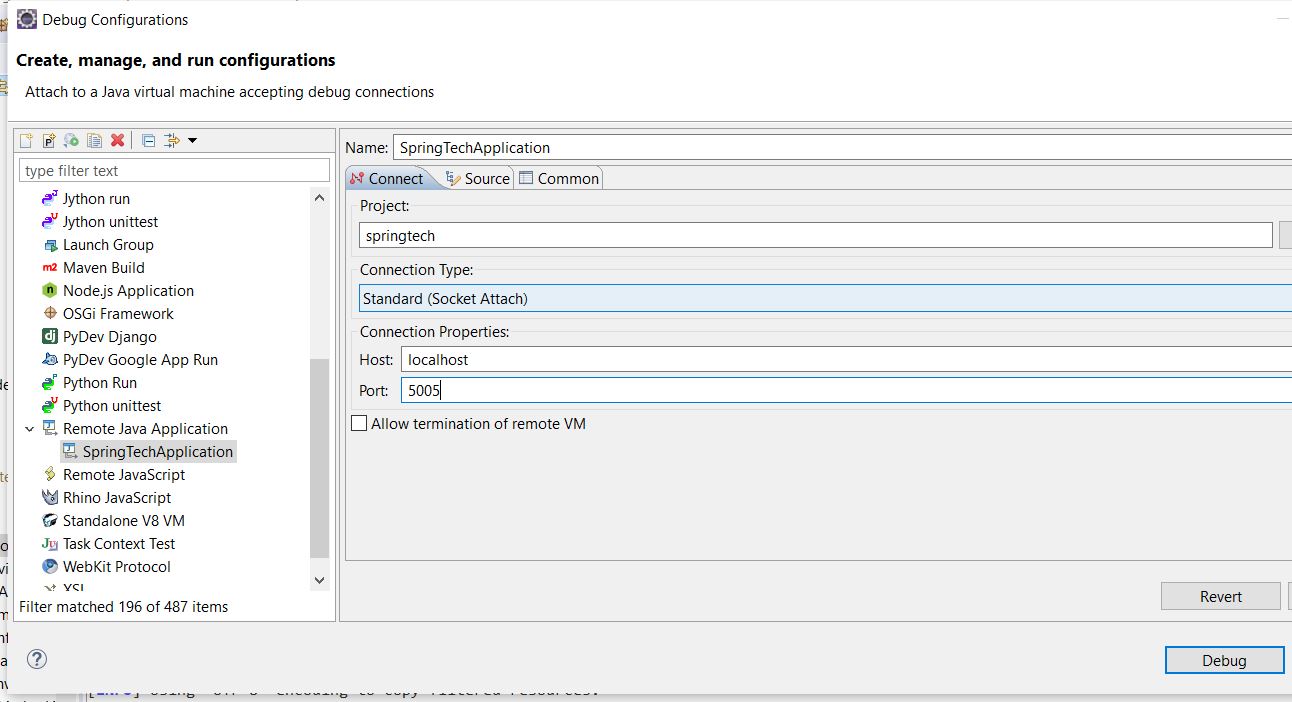 Debug Configurations
Create, manage, and run configurations
Attach to a Java virtual machine accepting debug connections
type filter text
Jython run
Jython unittest
Launch Group
Maven Build
Node.js Application
OSGi Framework
PyDev Django
PyDev Google App Run
Python Run
Python unittest
Remote Java Application
SpringTechApplication
Remote JavaScript
Rhino JavaScript
Standalone V8 VM
Task Context Test
WebKit Protocol
XSL
Filter matched 196 of 487 items
Name: SpringTechApplication
Connect Source Common
Project:
springtech
Connection Type:
Standard (Socket Attach)
Connection Properties:
Host: localhost
Port: 5005
Allow termination of remote VM
Revert
Debug